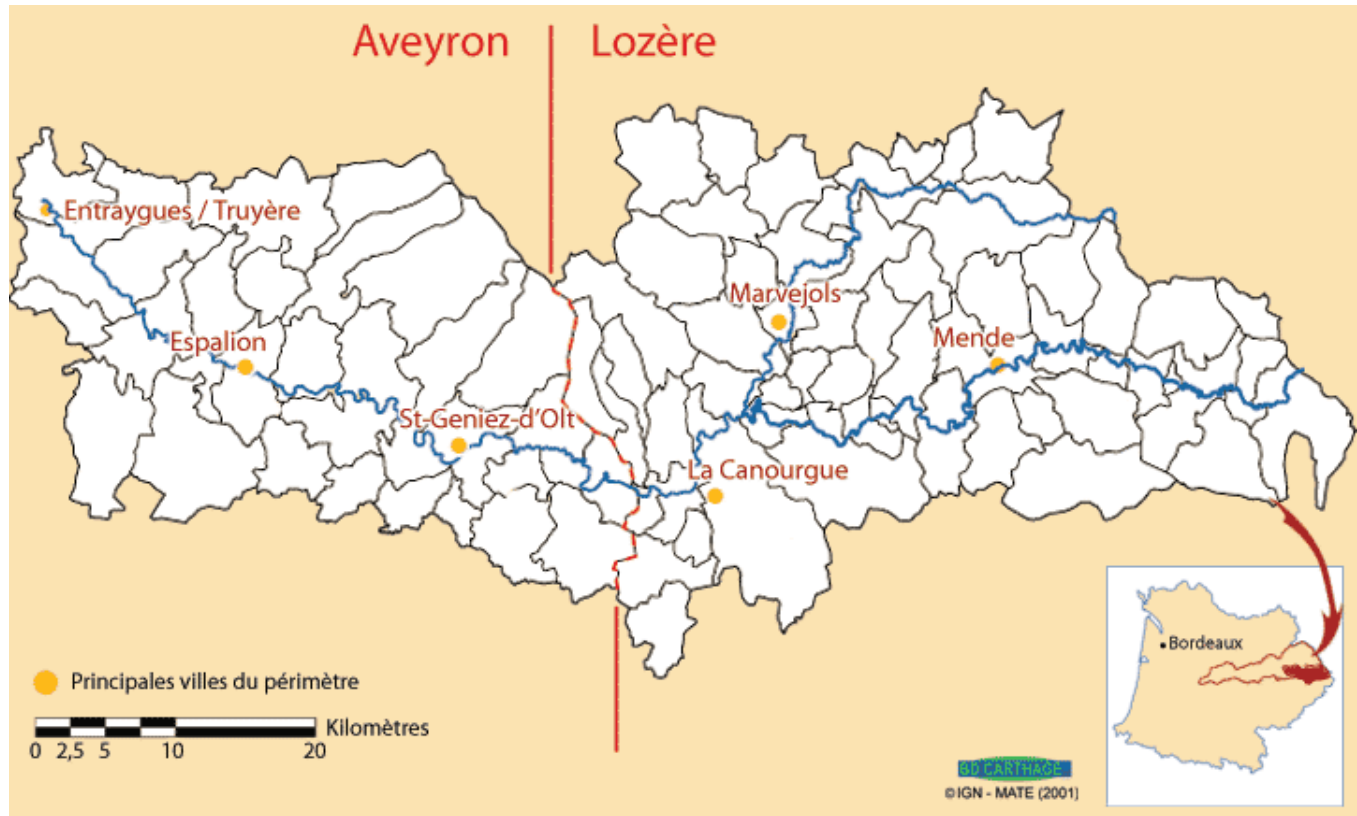 Aveyron
Lozère
Entraygues / Truyère
Marvejols
Espalion
Mende
St-Geniez-d'Olt
La Canourgue
Bordeaux
Principales villes du périmètre
Kilomètres
0 2,5 5 10 20
BD CARTHAGE
©IGN - MATE (2001)